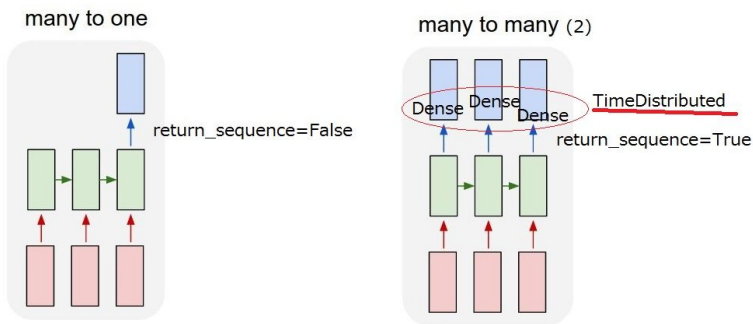 many to one
return_sequence=False
many to many (2)
Dense
Dense
Dense
TimeDistributed
return_sequence=True